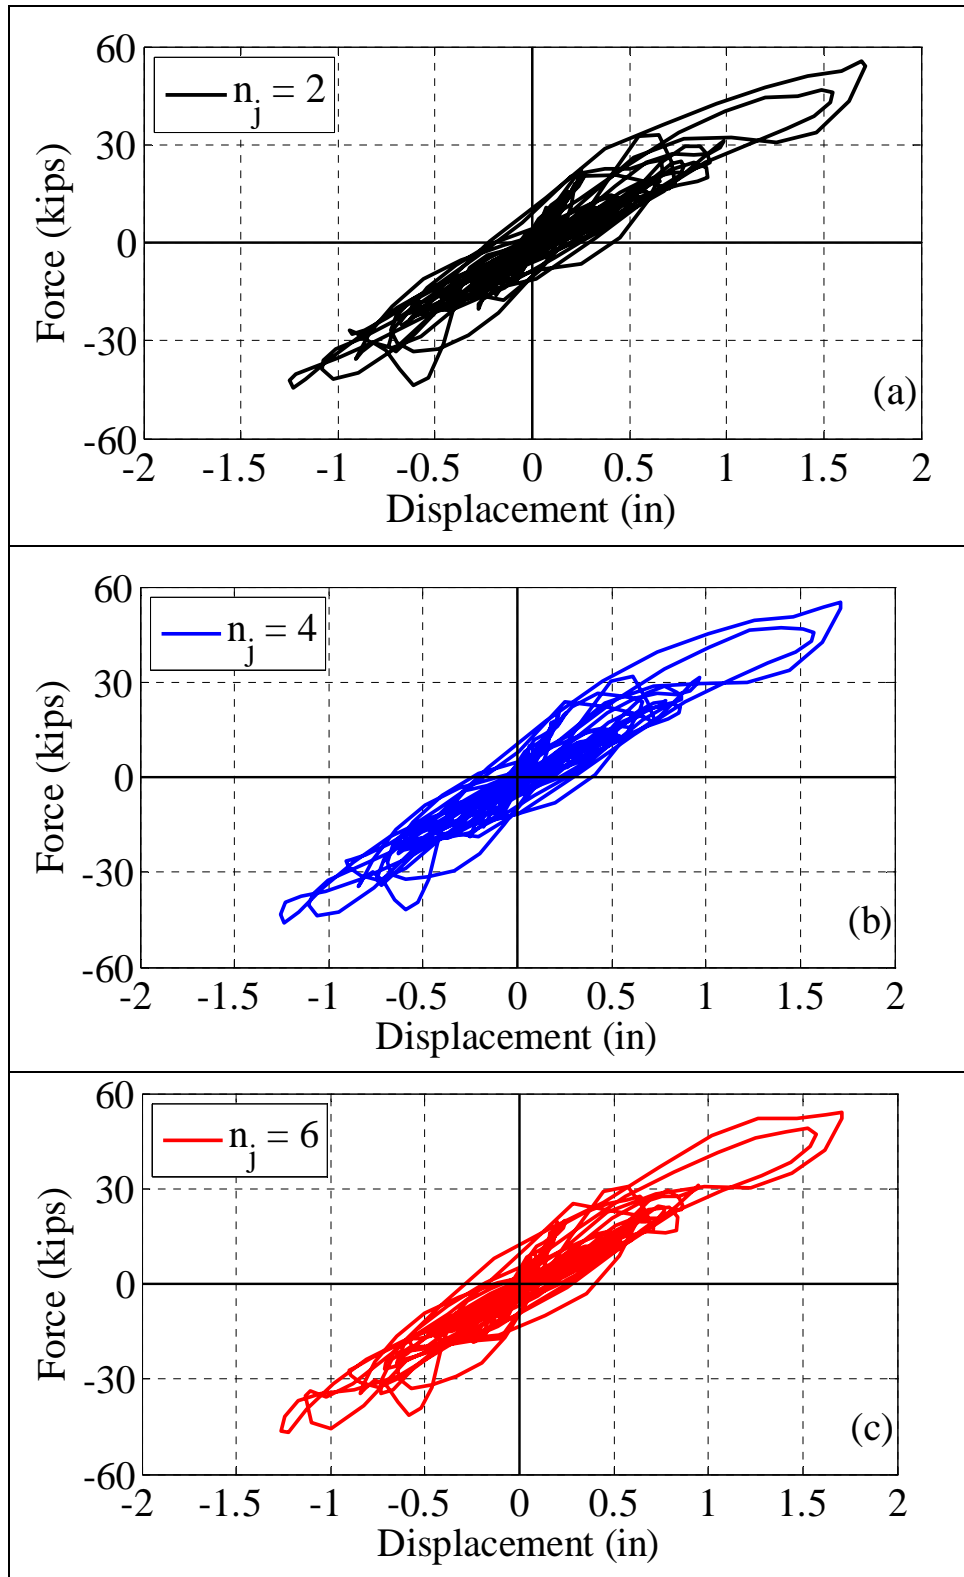 60
30
0
-30
-60
Force (kips)
n_j = 2
(a)
-2 -1.5 -1 -0.5 0 0.5 1 1.5 2
Displacement (in)
60
30
0
-30
-60
Force (kips)
n_j = 4
(b)
-2 -1.5 -1 -0.5 0 0.5 1 1.5 2
Displacement (in)
60
30
0
-30
-60
Force (kips)
n_j = 6
(c)
-2 -1.5 -1 -0.5 0 0.5 1 1.5 2
Displacement (in)